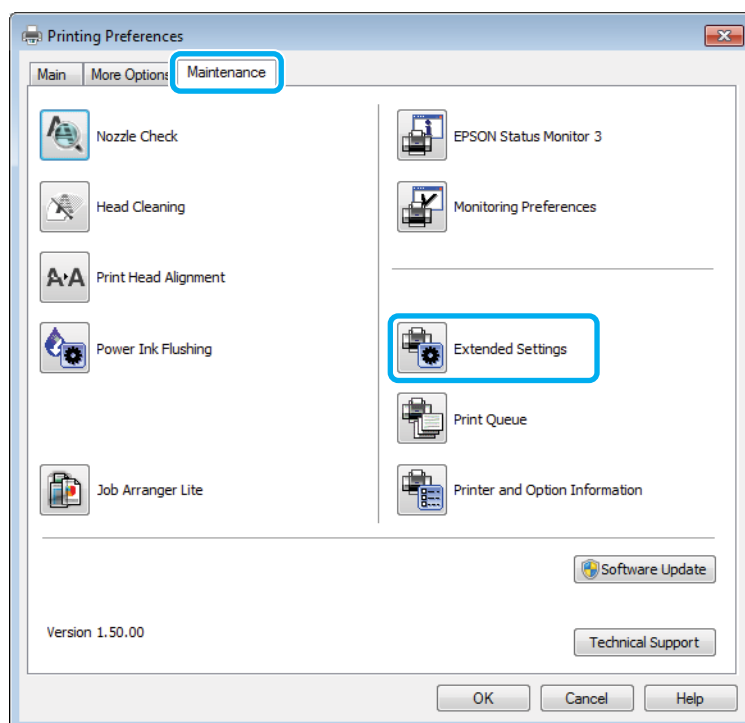 Printing Preferences
Main
More Options
Maintenance
Nozzle Check
Head Cleaning
A
A
Print Head Alignment
Power Ink Flushing
Job Arranger Lite
EPSON Status Monitor 3
Monitoring Preferences
Extended Settings
Print Queue
Printer and Option Information
Software Update
Version 1.50.00
Technical Support
OK
Cancel
Help